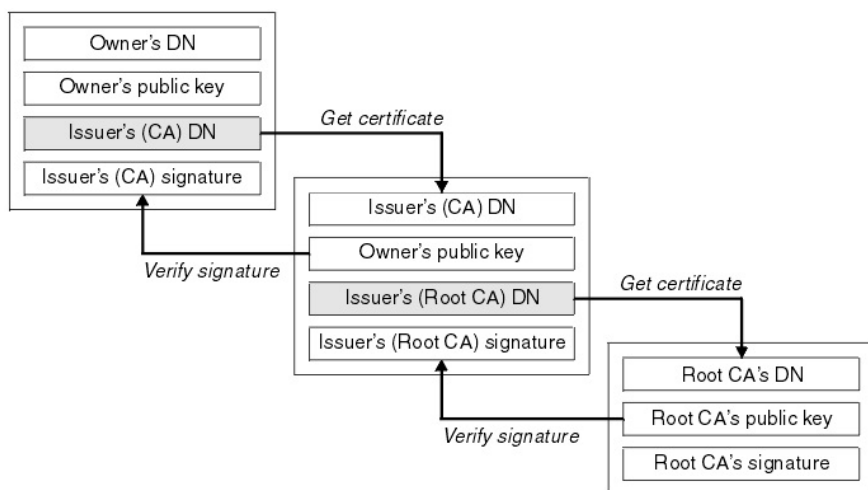 Owner's DN
Owner's public key
Issuer's (CA) DN
Issuer's (CA) signature
Get certificate
Verify signature
Issuer's (CA) DN
Owner's public key
Issuer's (Root CA) DN
Issuer's (Root CA) signature
Get certificate
Verify signature
Root CA's DN
Root CA's public key
Root CA's signature